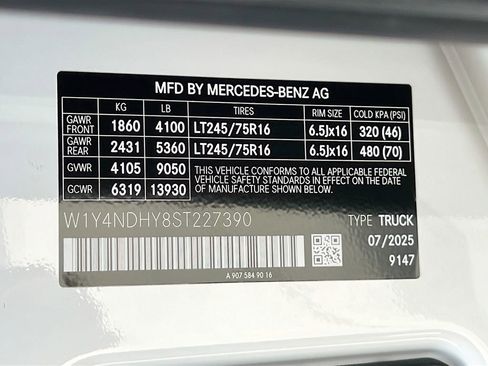 MFD BY MERCEDES-BENZ AG
KG LB TIRES RIM SIZE COLD KPA (PSI)
GAWR FRONT 1860 4100 LT245/75R16 6.5Jx16 320 (46)
GAWR REAR 2431 5360 LT245/75R16 6.5Jx16 480 (70)
GVWR 4105 9050 THIS VEHICLE CONFORMS TO ALL APPLICABLE FEDERAL
MOTOR VEHICLE SAFETY STANDARDS IN EFFECT ON THE DATE
GCWR 6319 13930 OF MANUFACTURE SHOWN ABOVE.
W1Y4NDHY8ST227390 TYPE TRUCK
07/2025
9147
A 907 584 90 16